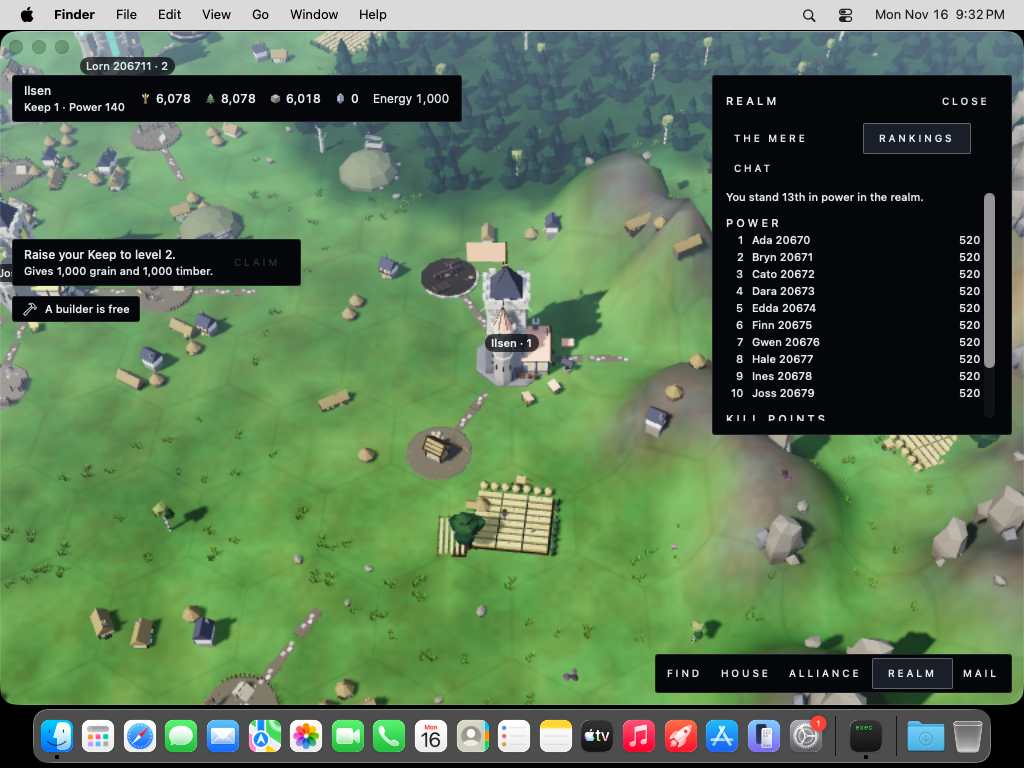 Finder File Edit View Go Window Help Mon Nov 16 9:32 PM
Lorn 206711 · 2
Ilsen
Keep 1 · Power 140
6,078 8,078 6,018 0 Energy 1,000
REALM CLOSE
THE MERE RANKINGS
CHAT
You stand 13th in power in the realm.
POWER
1 Ada 20670 520
2 Bryn 20671 520
3 Cato 20672 520
4 Dara 20673 520
5 Edda 20674 520
6 Finn 20675 520
7 Gwen 20676 520
8 Hale 20677 520
9 Ines 20678 520
10 Joss 20679 520
KILL POINTS
Raise your Keep to level 2.
Gives 1,000 grain and 1,000 timber.
CLAIM
Jos
A builder is free
Ilsen · 1
FIND HOUSE ALLIANCE REALM MAIL
Mon
16
tv
1
exec